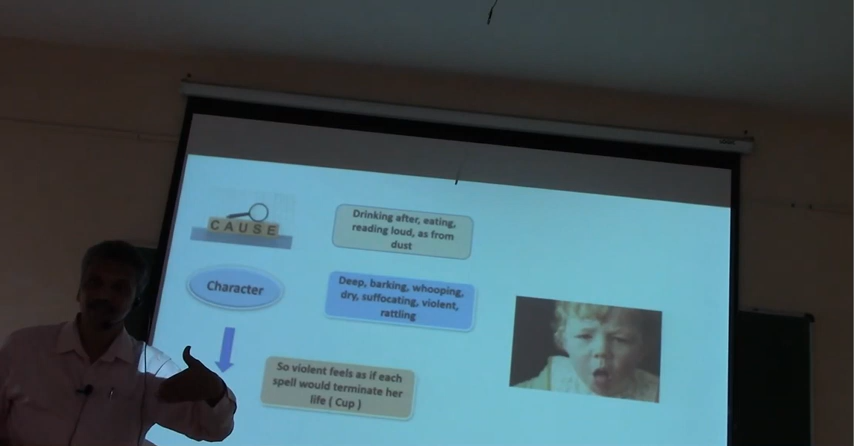 CAUSE
Drinking after, eating,
reading loud, as from
dust
Character
Deep, barking, whooping,
dry, suffocating, violent,
rattling
So violent feels as if each
spell would terminate her
life ( Cup )